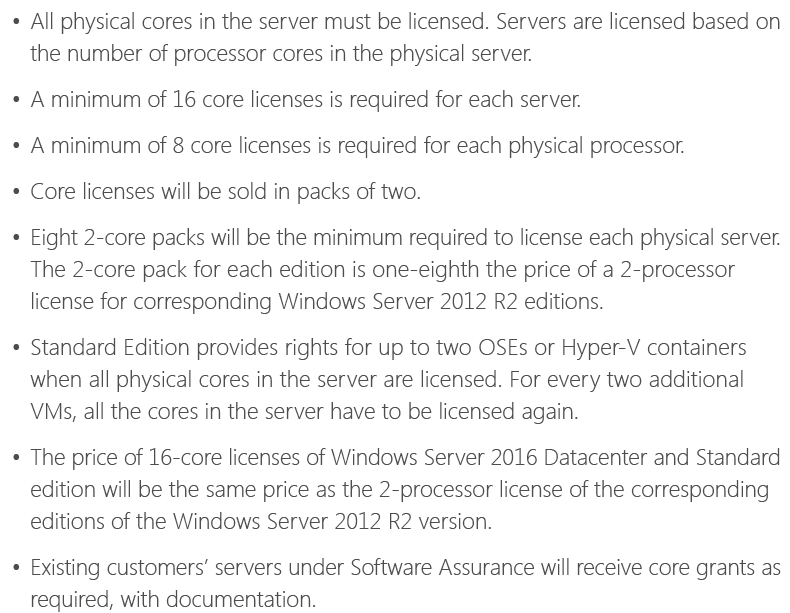 • All physical cores in the server must be licensed. Servers are licensed based on
the number of processor cores in the physical server.
• A minimum of 16 core licenses is required for each server.
• A minimum of 8 core licenses is required for each physical processor.
• Core licenses will be sold in packs of two.
• Eight 2-core packs will be the minimum required to license each physical server.
The 2-core pack for each edition is one-eighth the price of a 2-processor
license for corresponding Windows Server 2012 R2 editions.
• Standard Edition provides rights for up to two OSEs or Hyper-V containers
when all physical cores in the server are licensed. For every two additional
VMs, all the cores in the server have to be licensed again.
• The price of 16-core licenses of Windows Server 2016 Datacenter and Standard
edition will be the same price as the 2-processor license of the corresponding
editions of the Windows Server 2012 R2 version.
• Existing customers’ servers under Software Assurance will receive core grants as
required, with documentation.